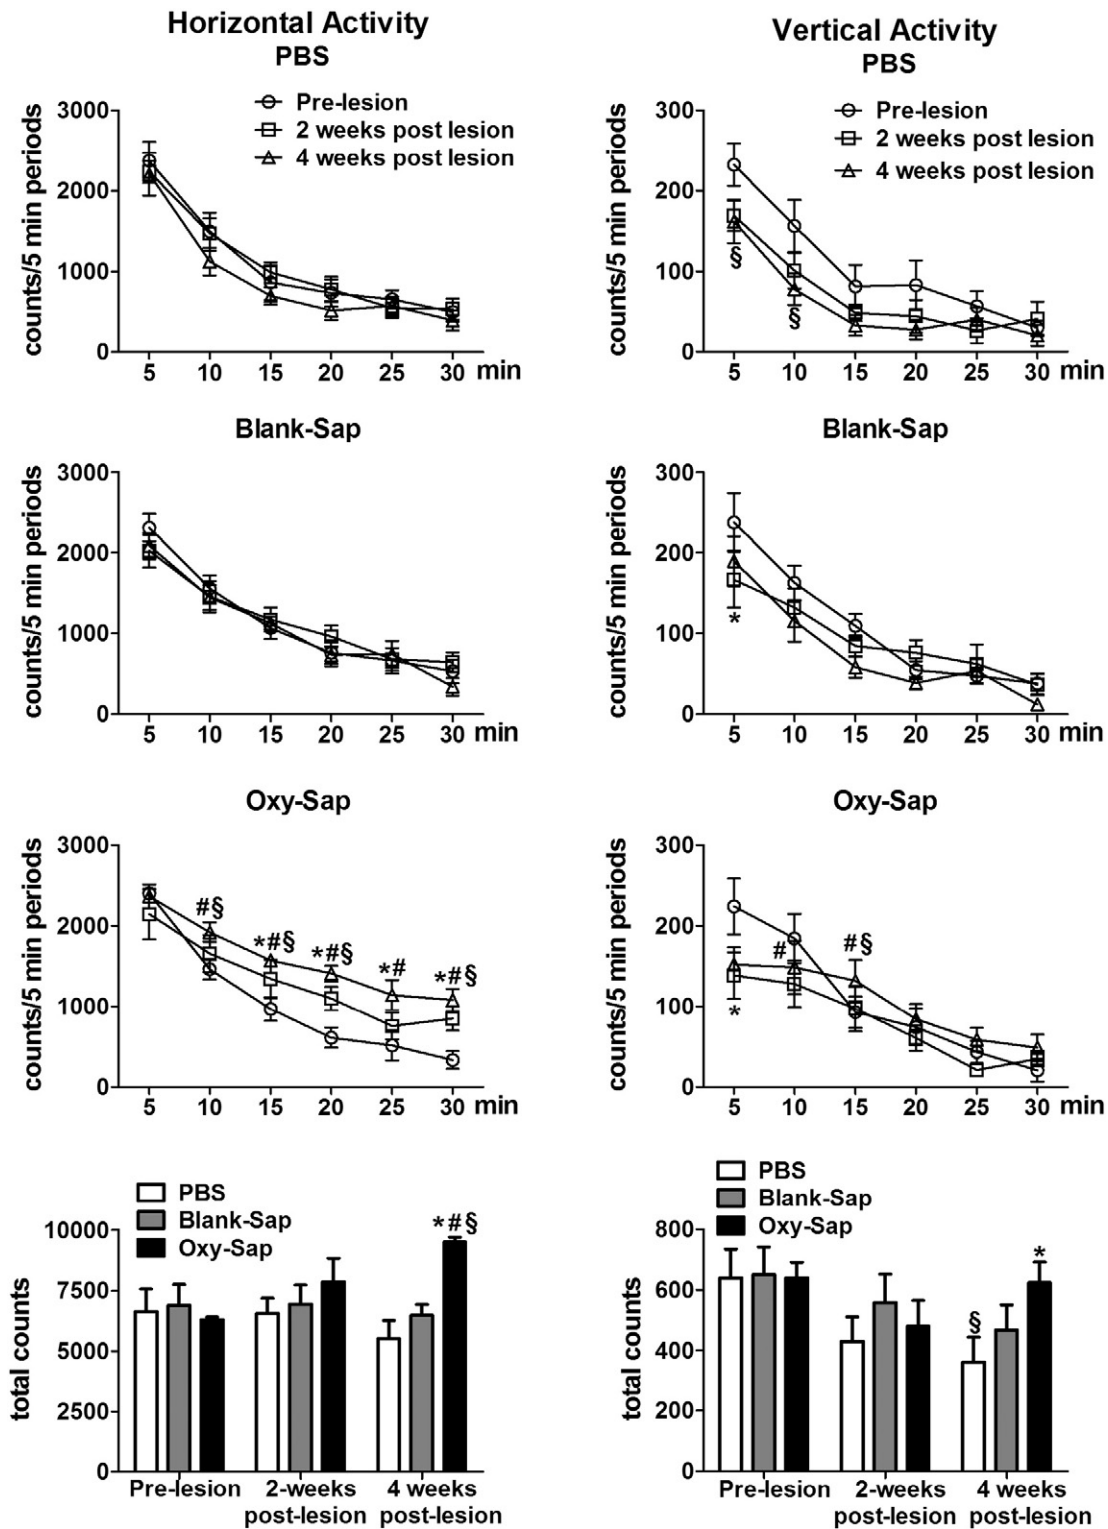 Horizontal Activity
PBS
Pre-lesion
2 weeks post lesion
4 weeks post lesion
counts/5 min periods
3000
2000
1000
0
5 10 15 20 25 30 min
Vertical Activity
PBS
Pre-lesion
2 weeks post lesion
4 weeks post lesion
counts/5 min periods
300
200
100
0
§
§
5 10 15 20 25 30 min
Blank-Sap
counts/5 min periods
3000
2000
1000
0
5 10 15 20 25 30 min
Blank-Sap
counts/5 min periods
300
200
100
0
*
5 10 15 20 25 30 min
Oxy-Sap
counts/5 min periods
3000
2000
1000
0
#§
*#§
*#§
*#
*#§
5 10 15 20 25 30 min
Oxy-Sap
counts/5 min periods
300
200
100
0
*
#
#§
5 10 15 20 25 30 min
PBS
Blank-Sap
Oxy-Sap
total counts
10000
7500
5000
2500
0
*#§
Pre-lesion 2-weeks 4 weeks
post-lesion post-lesion
PBS
Blank-Sap
Oxy-Sap
total counts
800
600
400
200
0
§
*
Pre-lesion 2-weeks 4 weeks
post-lesion post-lesion